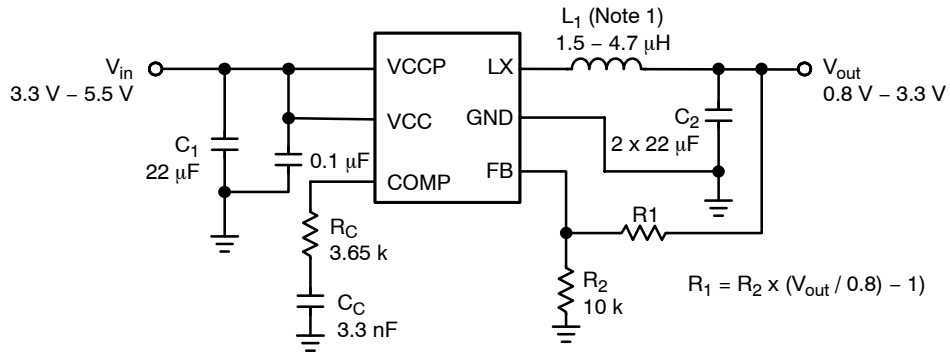 L1 (Note 1)
1.5 – 4.7 μH
Vin
3.3 V – 5.5 V
VCCP
LX
Vout
0.8 V – 3.3 V
VCC
GND
C1
22 μF
0.1 μF
C2
2 x 22 μF
COMP
FB
RC
3.65 k
R1
R2
10 k
R1 = R2 x (Vout / 0.8) – 1)
CC
3.3 nF